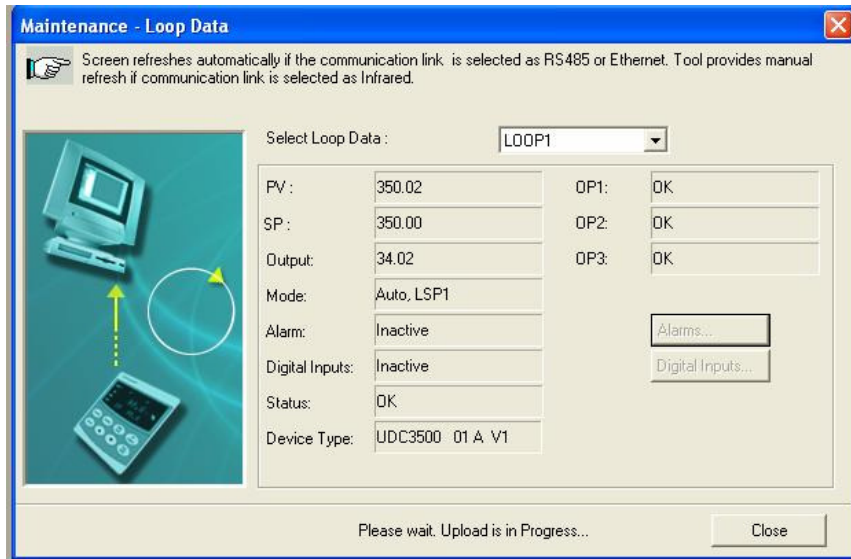 Maintenance - Loop Data
Screen refreshes automatically if the communication link is selected as RS485 or Ethernet. Tool provides manual
refresh if communication link is selected as Infrared.
Select Loop Data : LOOP1
PV : 350.02 OP1: OK
SP : 350.00 OP2: OK
Output: 34.02 OP3: OK
Mode: Auto, LSP1
Alarm: Inactive Alarms...
Digital Inputs: Inactive Digital Inputs...
Status: OK
Device Type: UDC3500 01 A V1
Please wait. Upload is in Progress... Close